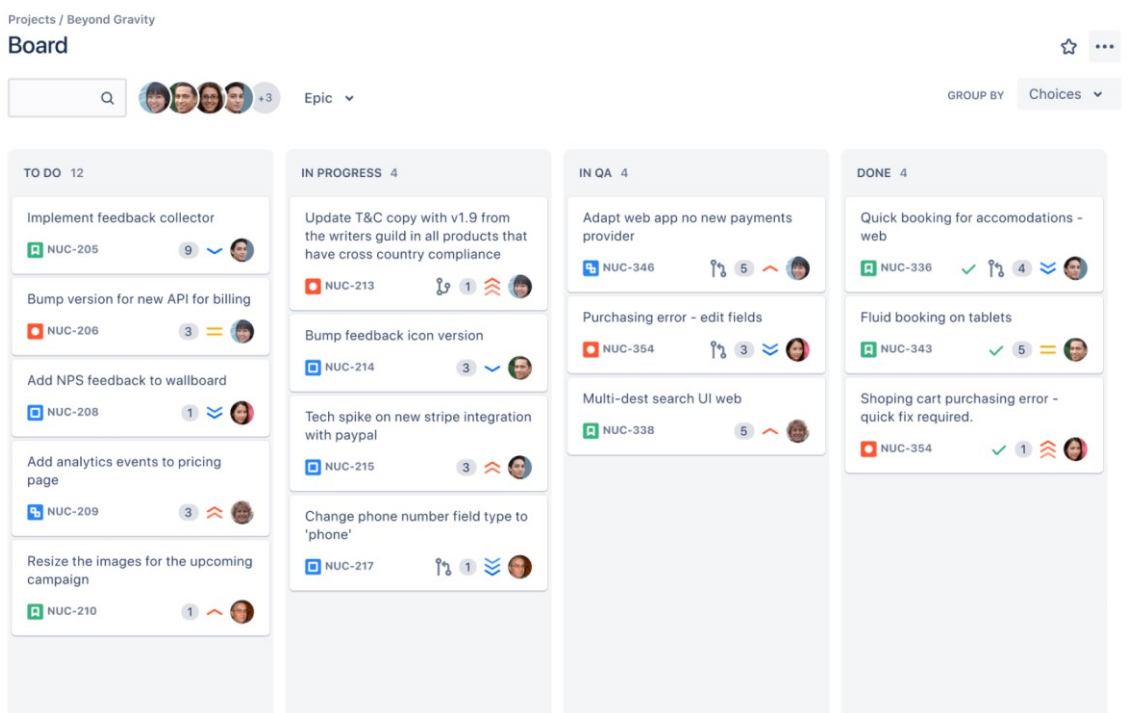 Projects / Beyond Gravity
Board
+3
Epic
GROUP BY
Choices
TO DO 12
Implement feedback collector
NUC-205
9
Bump version for new API for billing
NUC-206
3
Add NPS feedback to wallboard
NUC-208
1
Add analytics events to pricing
page
NUC-209
3
Resize the images for the upcoming
campaign
NUC-210
1
IN PROGRESS 4
Update T&C copy with v1.9 from
the writers guild in all products that
have cross country compliance
NUC-213
1
Bump feedback icon version
NUC-214
3
Tech spike on new stripe integration
with paypal
NUC-215
3
Change phone number field type to
'phone'
NUC-217
1
IN QA 4
Adapt web app no new payments
provider
NUC-346
5
Purchasing error - edit fields
NUC-354
3
Multi-dest search UI web
NUC-338
5
DONE 4
Quick booking for accomodations -
web
NUC-336
4
Fluid booking on tablets
NUC-343
5
Shoping cart purchasing error -
quick fix required.
NUC-354
1